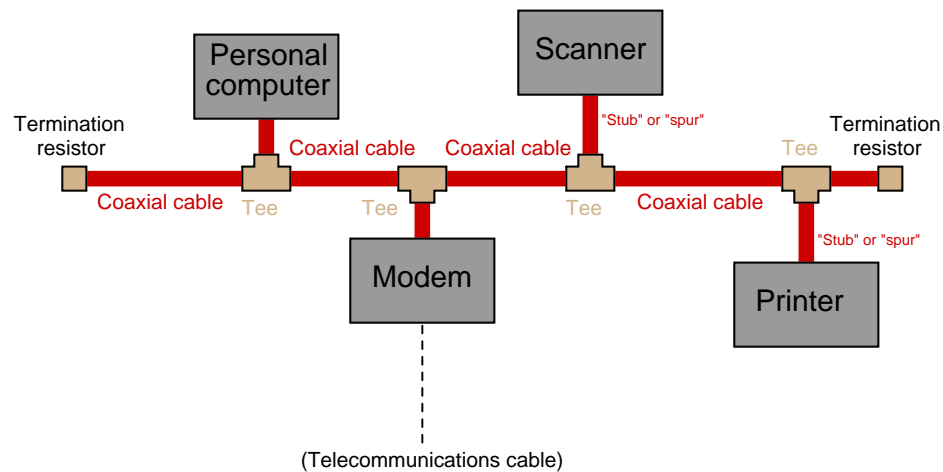 Personal
computer
Scanner
Termination
resistor
Coaxial cable
Coaxial cable
"Stub" or "spur"
Tee
Termination
resistor
Coaxial cable
Tee
Tee
Tee
Coaxial cable
"Stub" or "spur"
Modem
Printer
(Telecommunications cable)